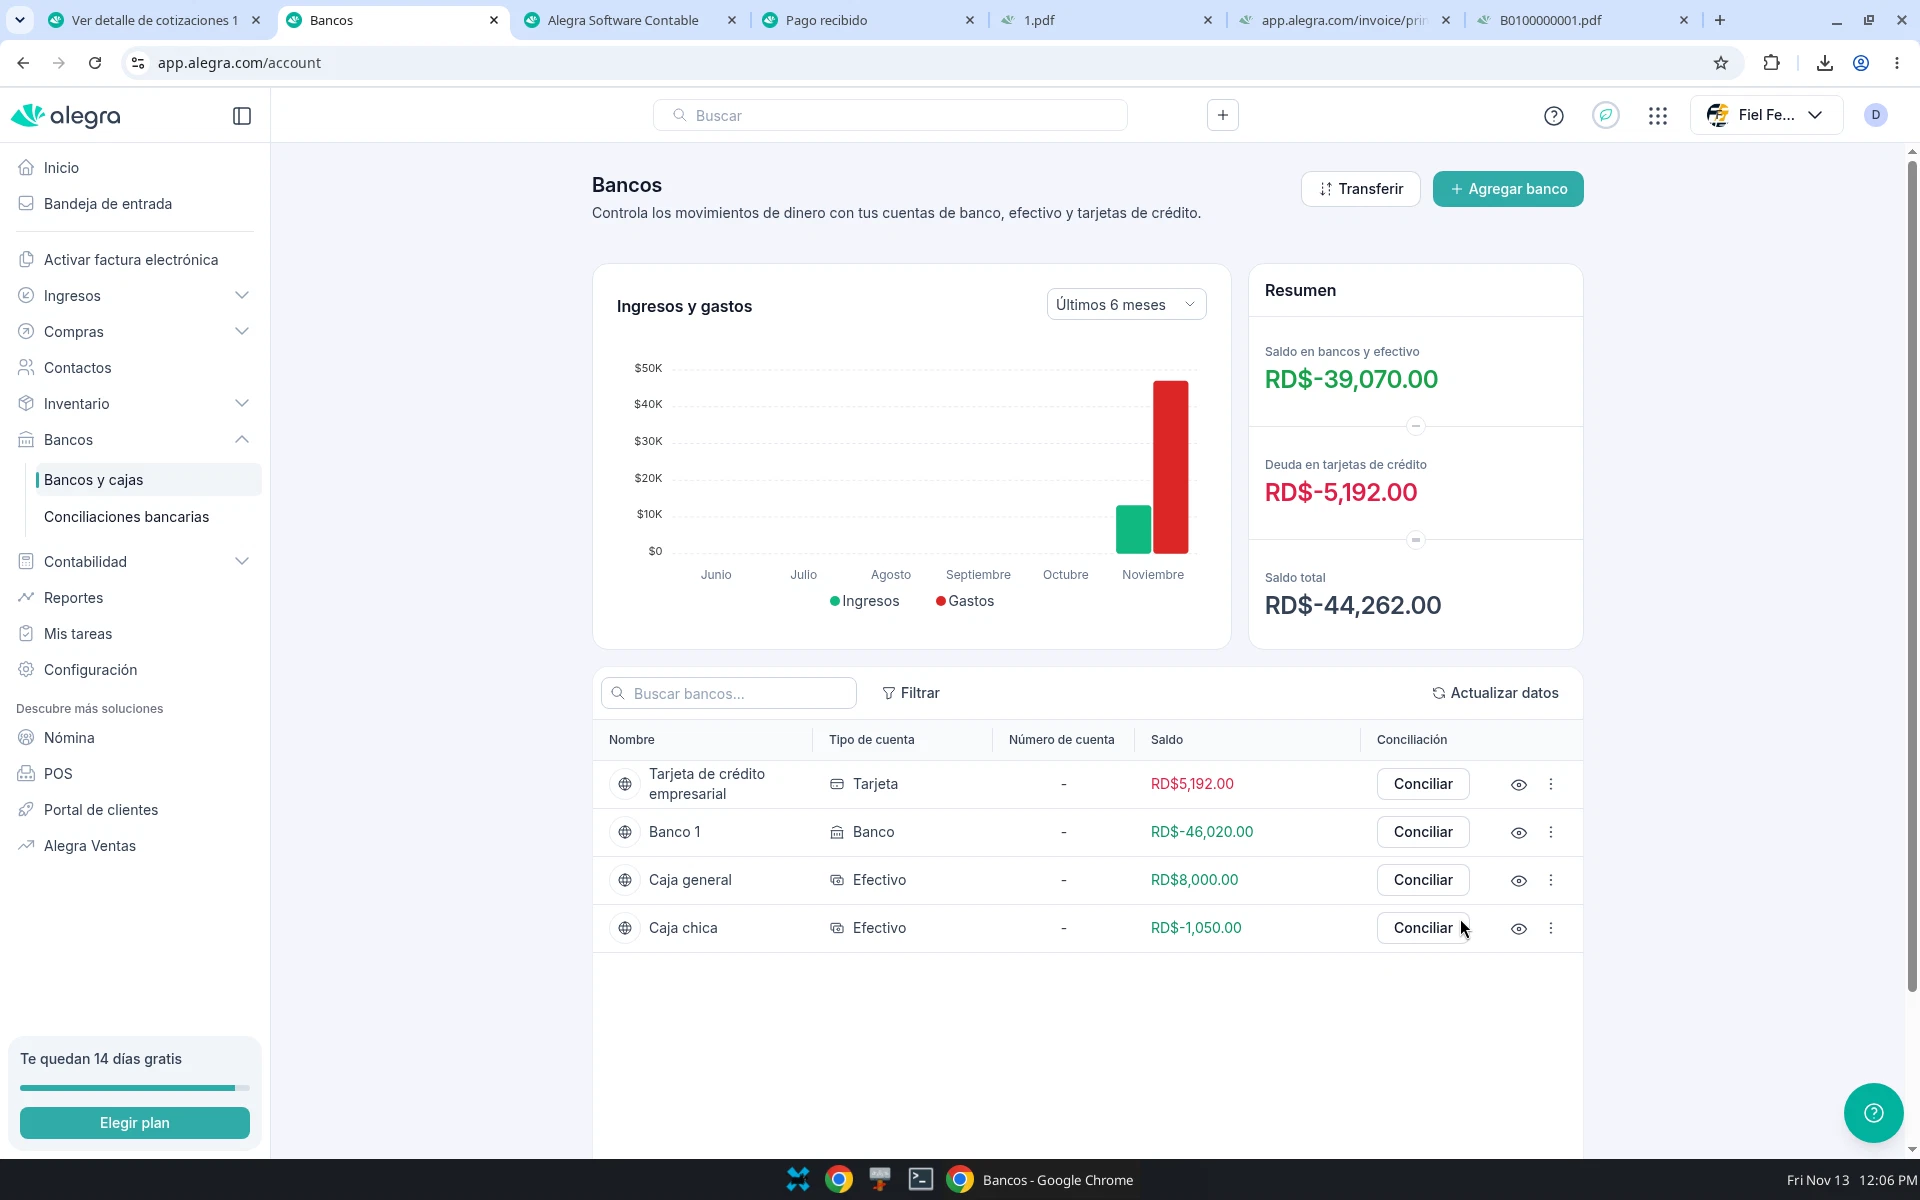 Ver detalle de cotizaciones 1
Bancos
Alegra Software Contable
Pago recibido
1.pdf
app.alegra.com/invoice/prin
B0100000001.pdf
app.alegra.com/account
alegra
Buscar
Fiel Fe...
D
Inicio
Bandeja de entrada
Activar factura electrónica
Ingresos
Compras
Contactos
Inventario
Bancos
Bancos y cajas
Conciliaciones bancarias
Contabilidad
Reportes
Mis tareas
Configuración
Descubre más soluciones
Nómina
POS
Portal de clientes
Alegra Ventas
Te quedan 14 días gratis
Elegir plan
Bancos
Controla los movimientos de dinero con tus cuentas de banco, efectivo y tarjetas de crédito.
Transferir
Agregar banco
Ingresos y gastos
Últimos 6 meses
$50K
$40K
$30K
$20K
$10K
$0
Junio Julio Agosto Septiembre Octubre Noviembre
Ingresos Gastos
Resumen
Saldo en bancos y efectivo
RD$-39,070.00
Deuda en tarjetas de crédito
RD$-5,192.00
Saldo total
RD$-44,262.00
Buscar bancos...
Filtrar
Actualizar datos
Nombre Tipo de cuenta Número de cuenta Saldo Conciliación
Tarjeta de crédito
empresarial Tarjeta - RD$5,192.00 Conciliar
Banco 1 Banco - RD$-46,020.00 Conciliar
Caja general Efectivo - RD$8,000.00 Conciliar
Caja chica Efectivo - RD$-1,050.00 Conciliar
Bancos - Google Chrome
Fri Nov 13 12:06 PM